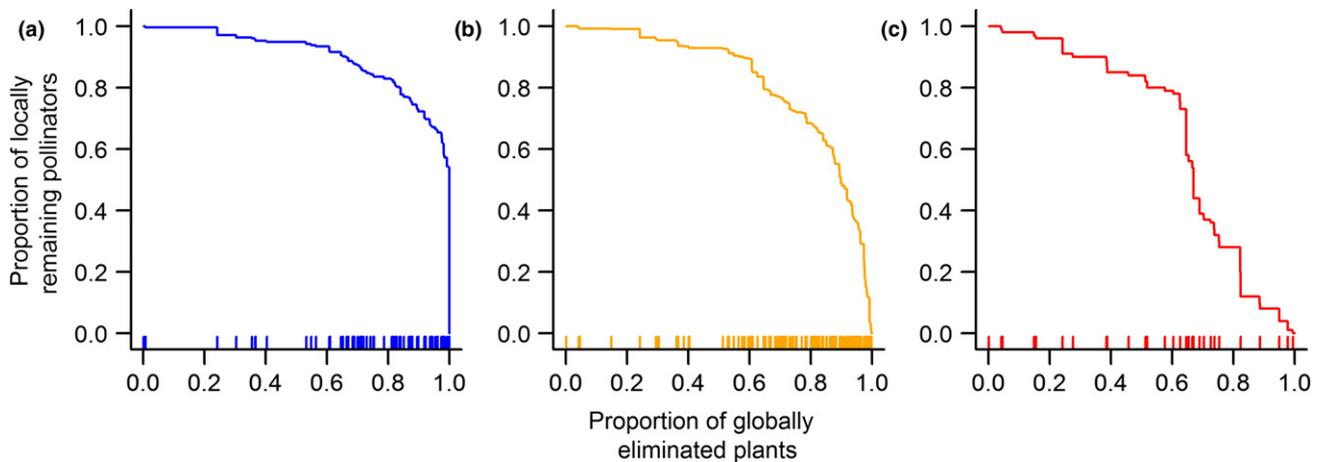 (a)
Proportion of locally
remaining pollinators
1.0
0.8
0.6
0.4
0.2
0.0
0.0 0.2 0.4 0.6 0.8 1.0
(b)
1.0
0.8
0.6
0.4
0.2
0.0
0.0 0.2 0.4 0.6 0.8 1.0
(c)
1.0
0.8
0.6
0.4
0.2
0.0
0.0 0.2 0.4 0.6 0.8 1.0
Proportion of globally
eliminated plants